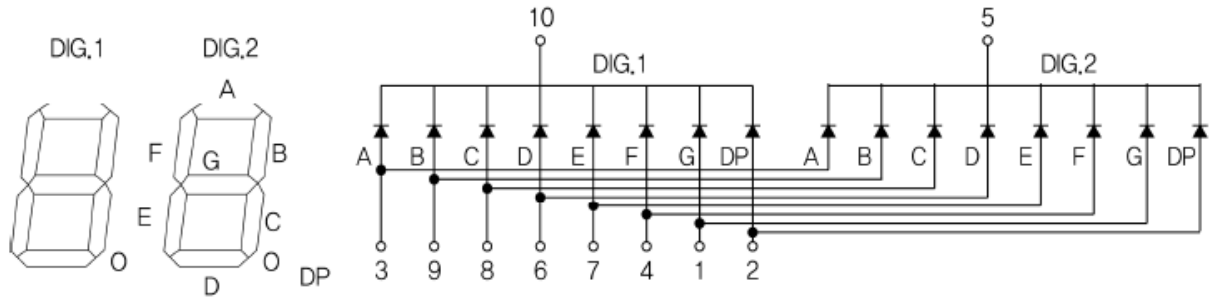 10 5
DIG.1 DIG.2 DIG.1 DIG.2
A
F G B A B C D E F G DP A B C D E F G DP
E C
D DP 3 9 8 6 7 4 1 2